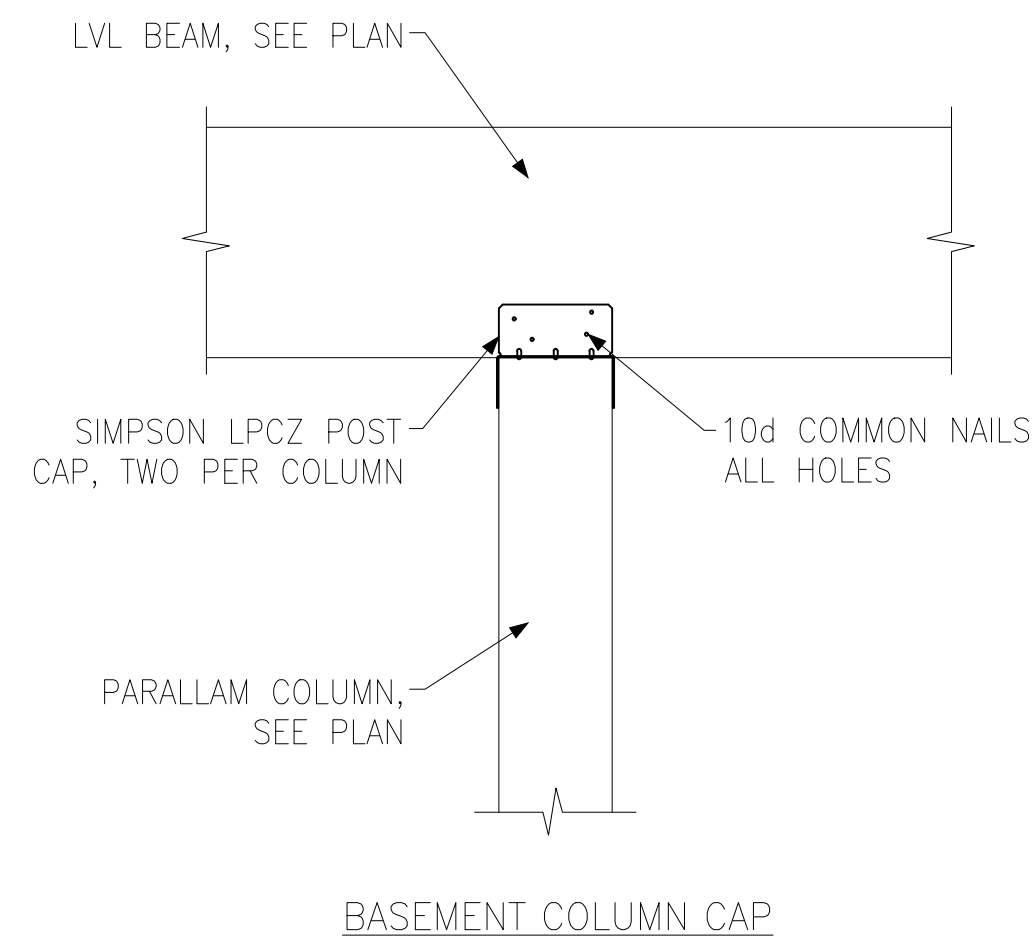 LVL BEAM, SEE PLAN
SIMPSON LPCZ POST
CAP, TWO PER COLUMN
10d COMMON NAILS
ALL HOLES
PARALLAM COLUMN,
SEE PLAN
BASEMENT COLUMN CAP